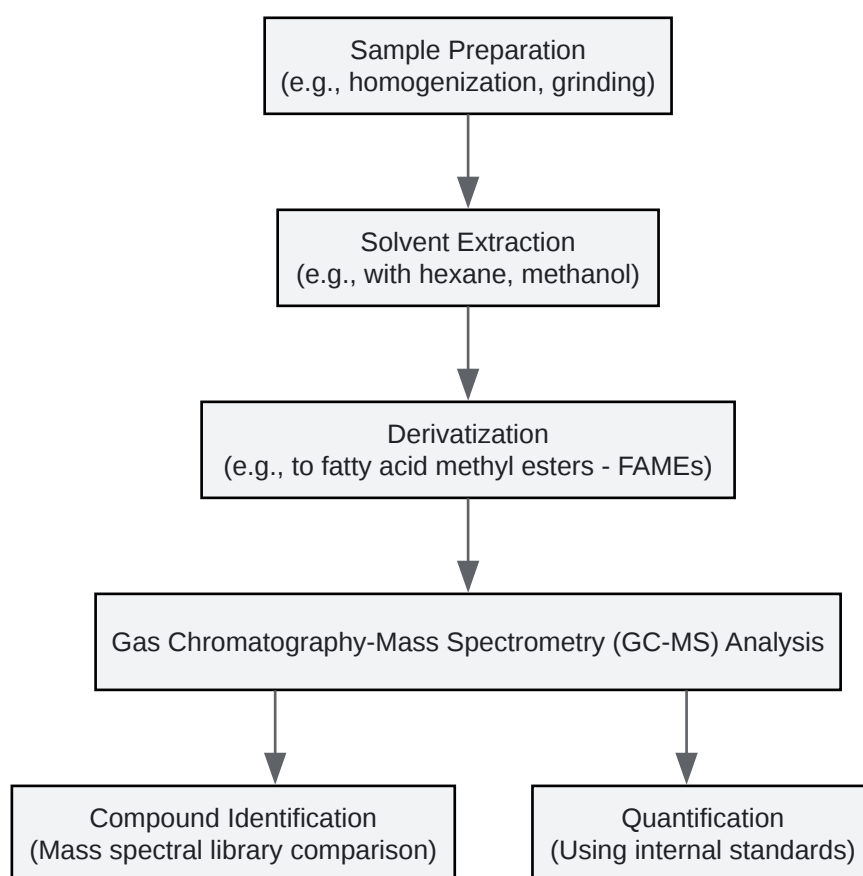 Sample Preparation
(e.g., homogenization, grinding)
Solvent Extraction
(e.g., with hexane, methanol)
Derivatization
(e.g., to fatty acid methyl esters - FAMEs)
Gas Chromatography-Mass Spectrometry (GC-MS) Analysis
Compound Identification
(Mass spectral library comparison)
Quantification
(Using internal standards)